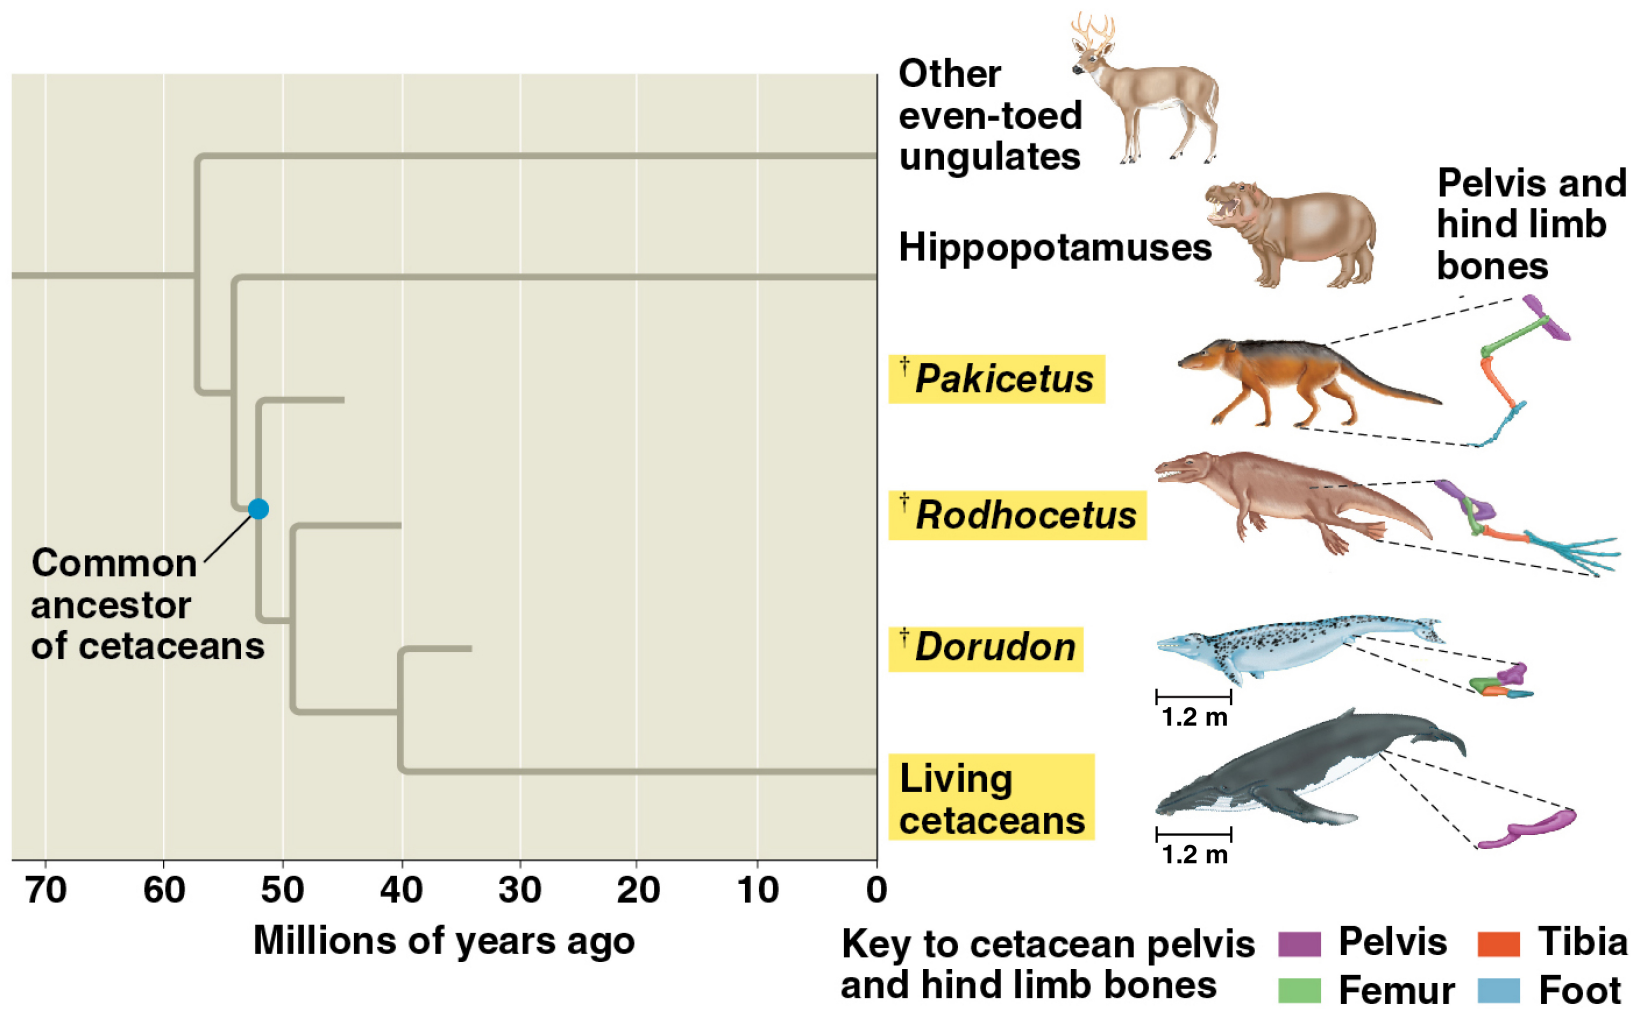 Other
even-toed
ungulates
Hippopotamuses
Pelvis and
hind limb
bones
†Pakicetus
†Rodhocetus
Common
ancestor
of cetaceans
†Dorudon
1.2 m
Living
cetaceans
1.2 m
70 60 50 40 30 20 10 0
Millions of years ago
Key to cetacean pelvis
and hind limb bones
Pelvis
Tibia
Femur
Foot